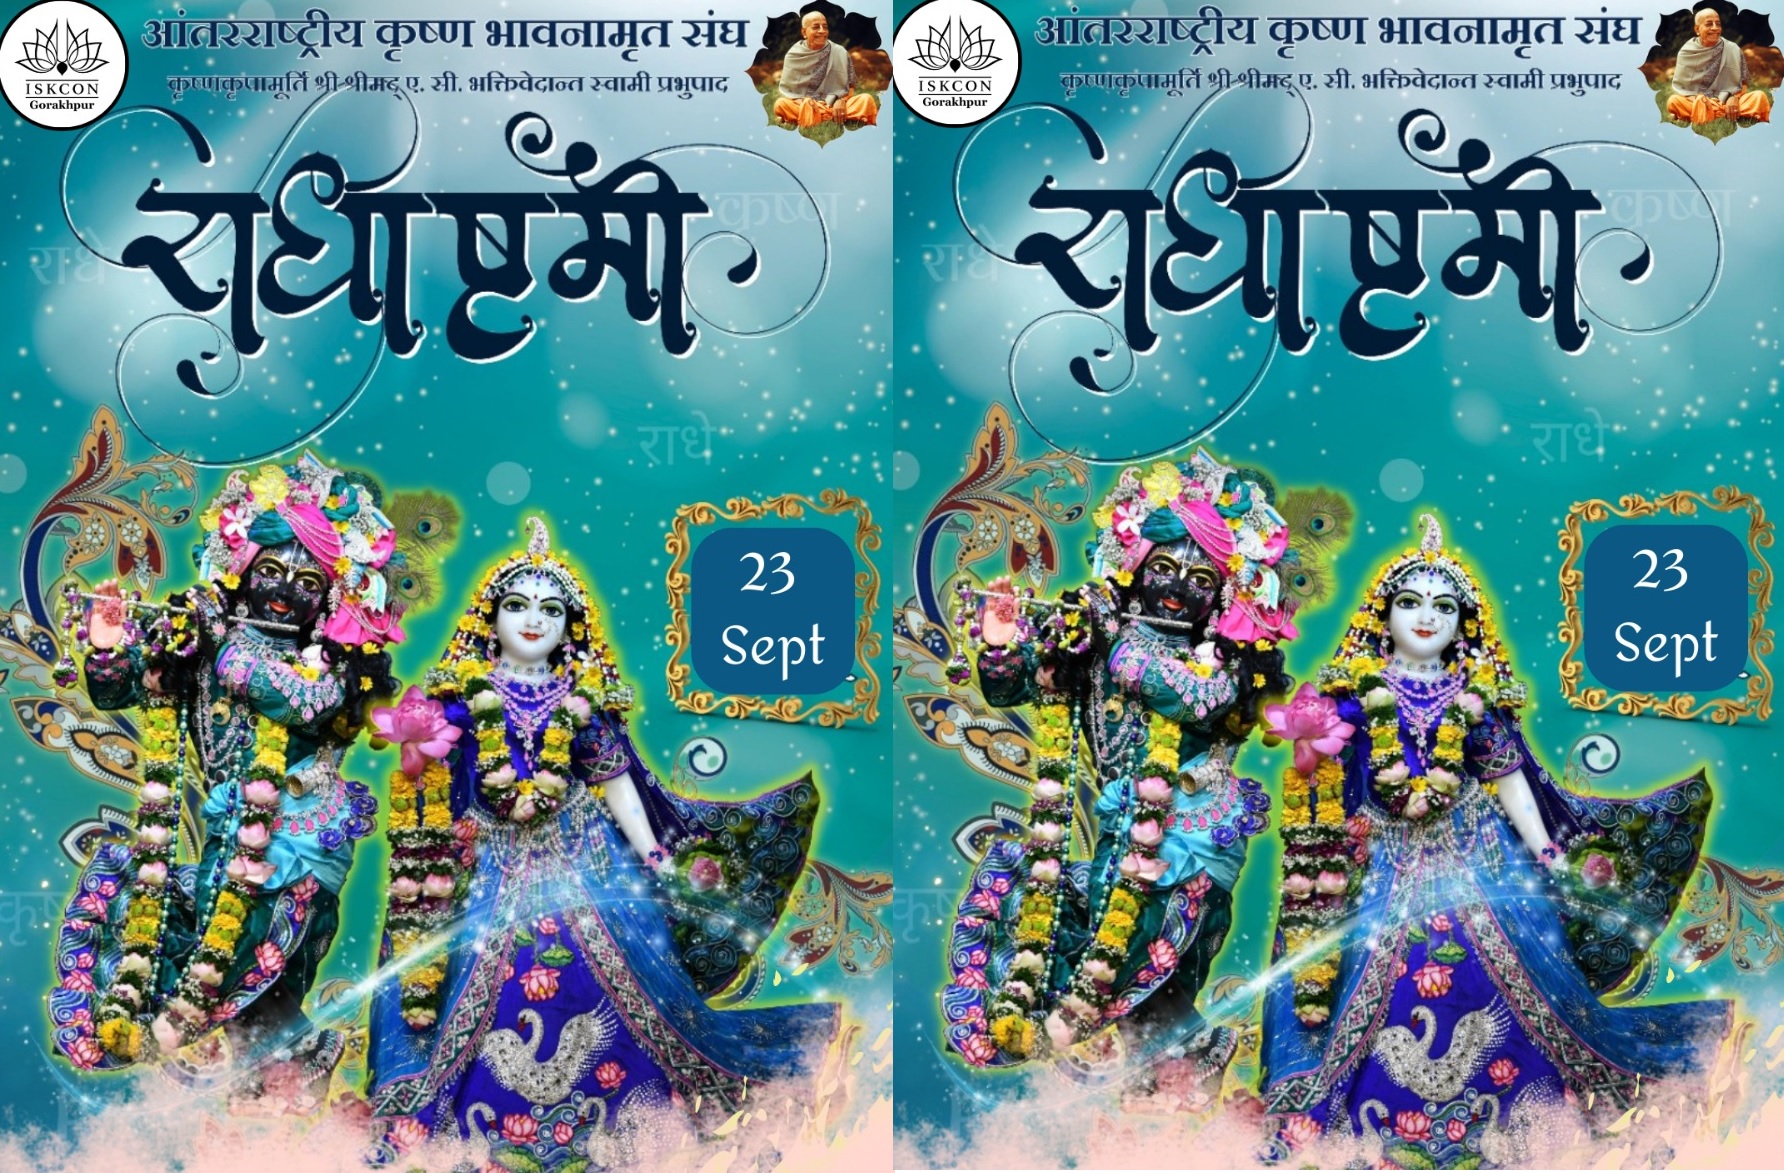 ISKCON
Gorakhpur
आंतरराष्ट्रीय कृष्ण भावनामृत संघ
कृष्णकृपामूर्ति श्री श्रीमद् ए. सी. भक्तिवेदान्त स्वामी प्रभुपाद
राधाष्टमी
कृष्ण
राधे
राधे
23
Sept
कृष्ण
ISKCON
Gorakhpur
आंतरराष्ट्रीय कृष्ण भावनामृत संघ
कृष्णकृपामूर्ति श्री श्रीमद् ए. सी. भक्तिवेदान्त स्वामी प्रभुपाद
राधाष्टमी
कृष्ण
राधे
राधे
23
Sept
कृष्ण